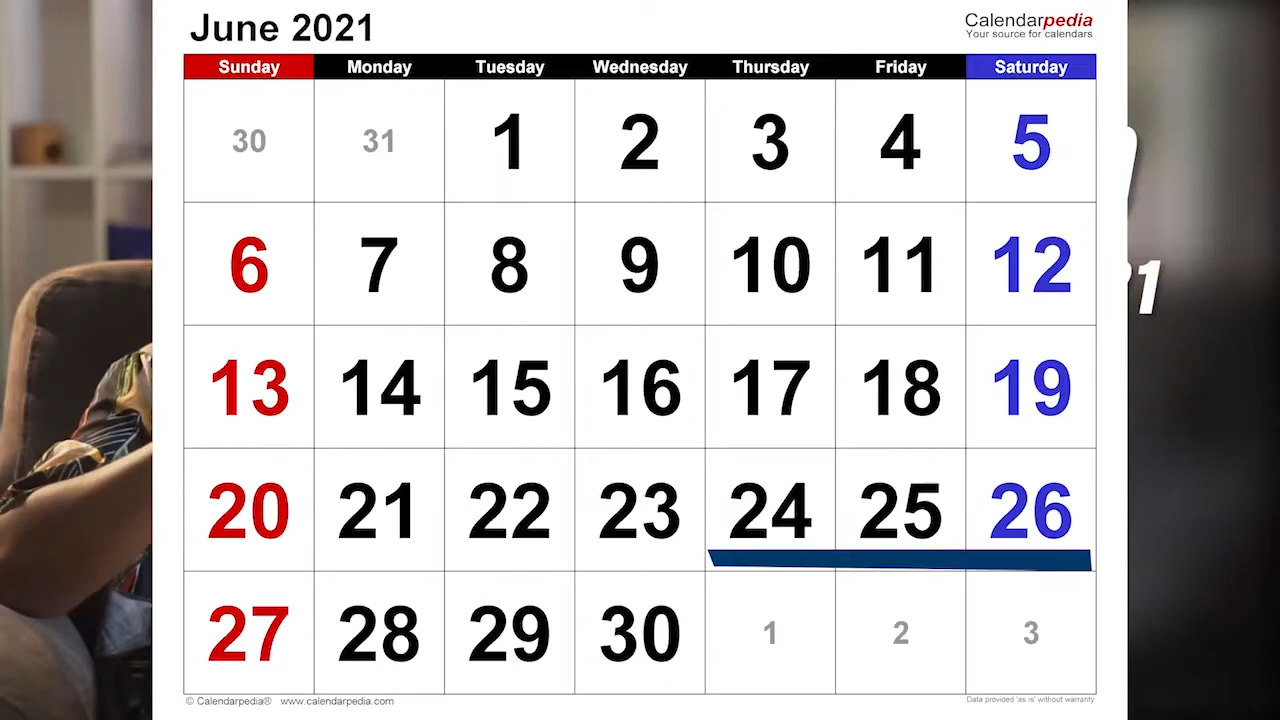 June 2021
Calendarpedia
Your source for calendars
Sunday Monday Tuesday Wednesday Thursday Friday Saturday
30 31 1 2 3 4 5
6 7 8 9 10 11 12
13 14 15 16 17 18 19
20 21 22 23 24 25 26
27 28 29 30 1 2 3
© Calendarpedia® www.calendarpedia.com
Data provided 'as is' without warranty